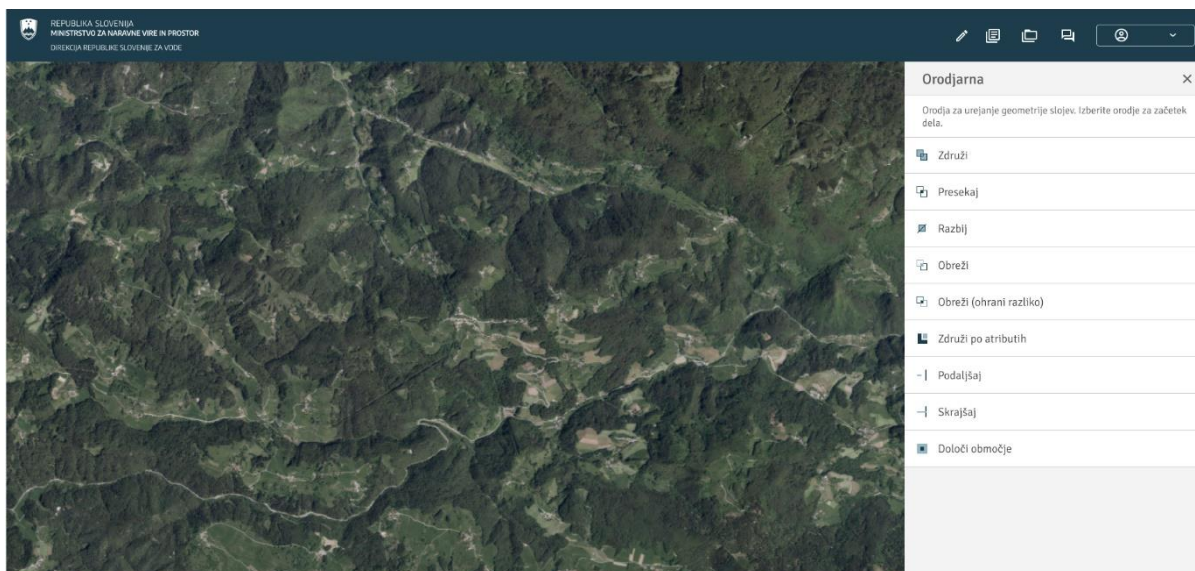 REPUBLIKA SLOVENIJA
MINISTRSTVO ZA NARAVNE VIRE IN PROSTOR
DIREKCIJA REPUBLIKE SLOVENIJE ZA VODE
Orodjarna
Orodja za urejanje geometrije slojev. Izberite orodje za začetek
dela.
Združi
Presekaj
Razbij
Obreži
Obreži (ohrani razliko)
Združi po atributih
Podaljšaj
Skrajšaj
Določi območje